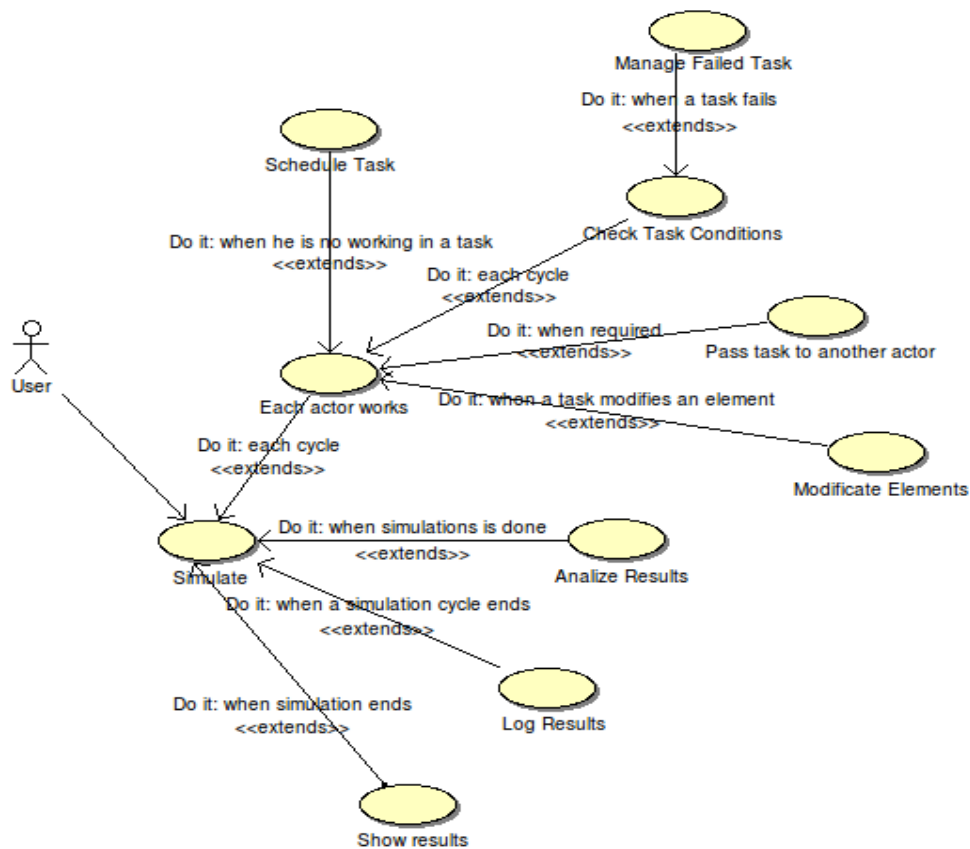 Manage Failed Task
Do it: when a task fails
<<extends>>
Schedule Task
Check Task Conditions
Do it: when he is no working in a task
<<extends>>
Do it: each cycle
<<extends>>
Do it: when required
<<extends>>
Pass task to another actor
User
Each actor works
Do it: when a task modifies an element
<<extends>>
Do it: each cycle
<<extends>>
Modificate Elements
Do it: when simulations is done
<<extends>>
Simulate
Analize Results
Do it: when a simulation cycle ends
<<extends>>
Do it: when simulation ends
<<extends>>
Log Results
Show results